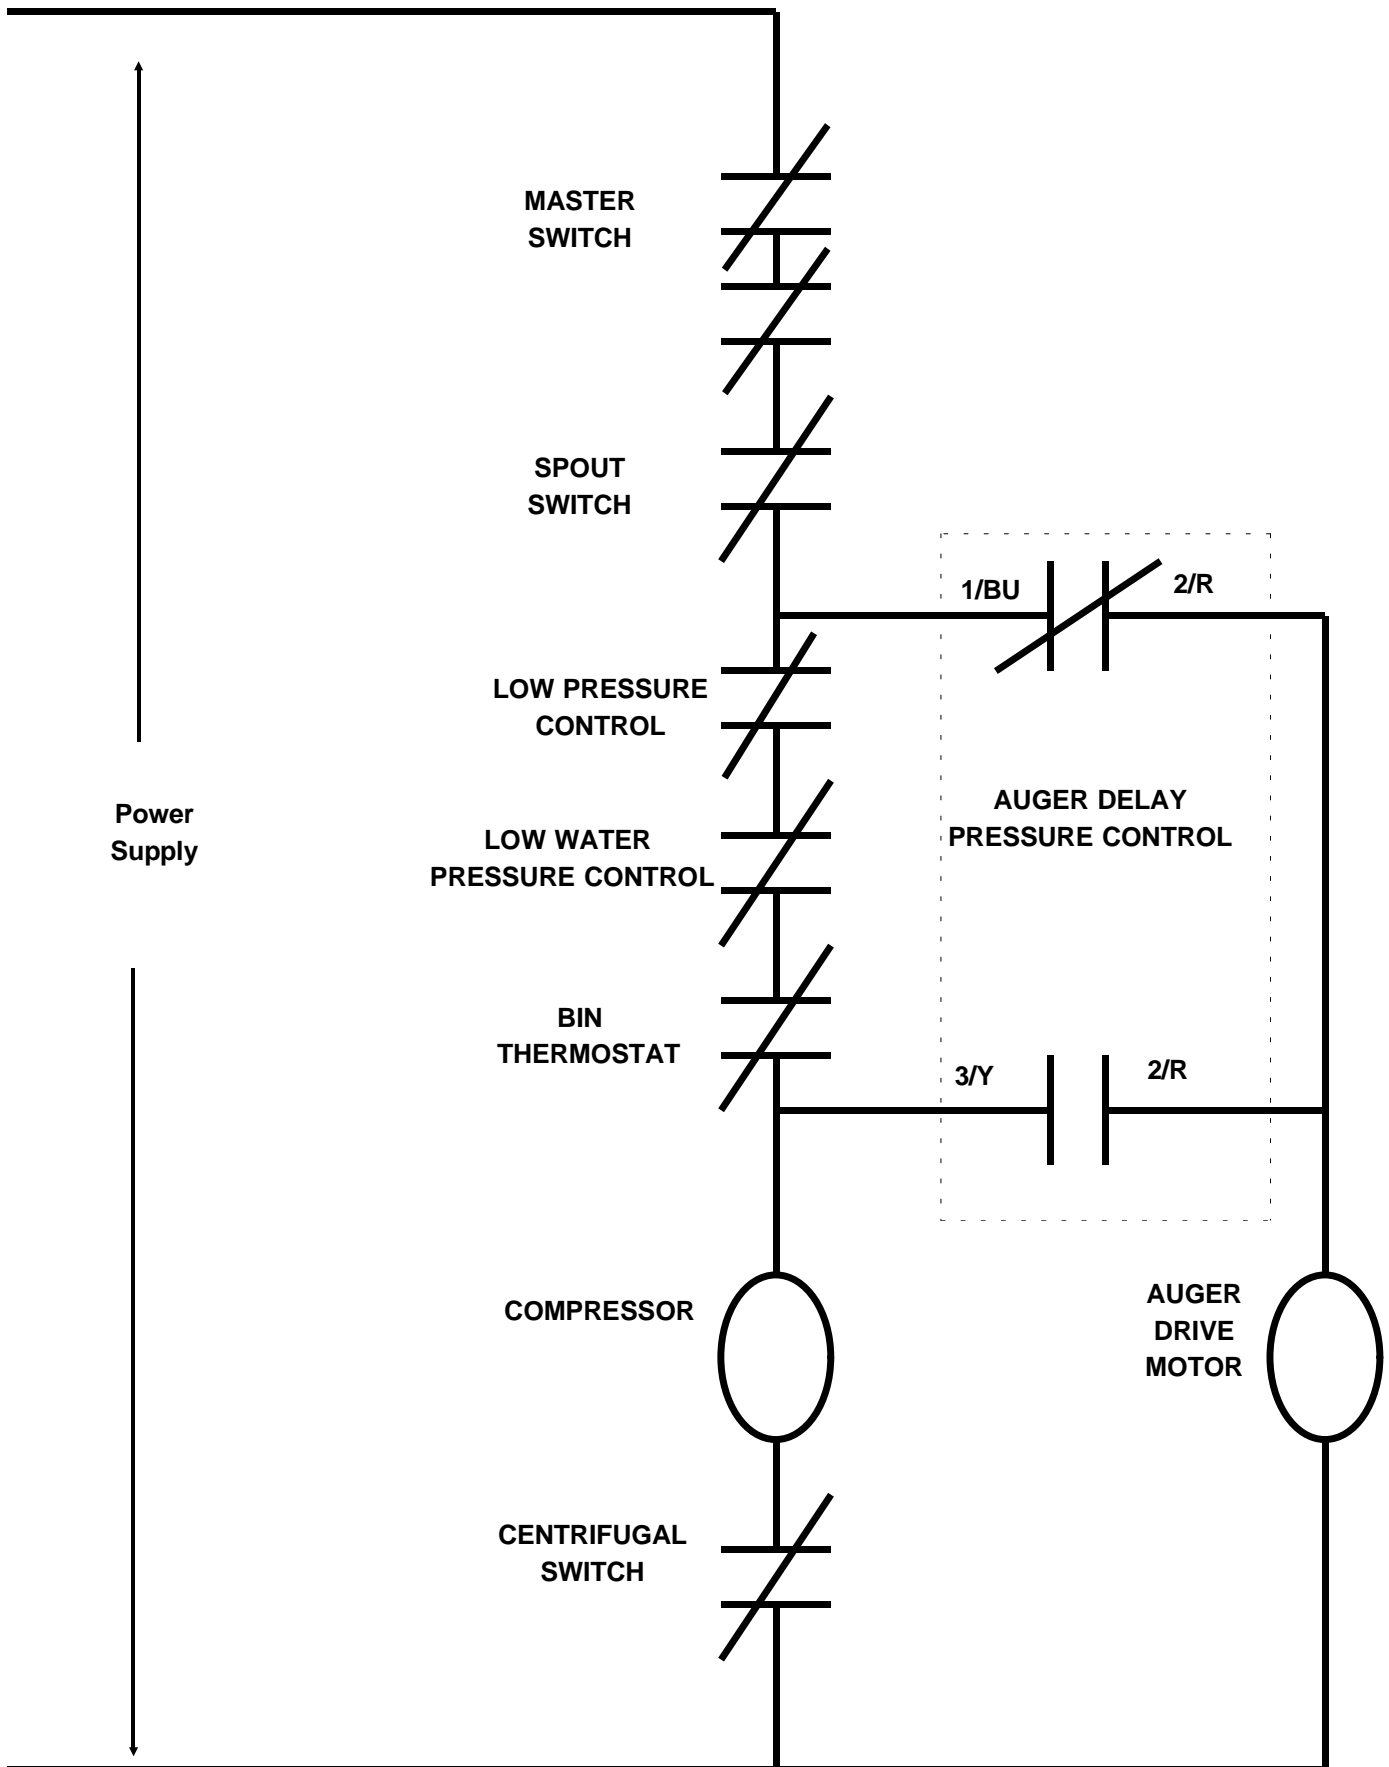 MASTER
SWITCH
SPOUT
SWITCH
1/BU
2/R
LOW PRESSURE
CONTROL
Power
Supply
AUGER DELAY
PRESSURE CONTROL
LOW WATER
PRESSURE CONTROL
BIN
THERMOSTAT
3/Y
2/R
COMPRESSOR
AUGER
DRIVE
MOTOR
CENTRIFUGAL
SWITCH